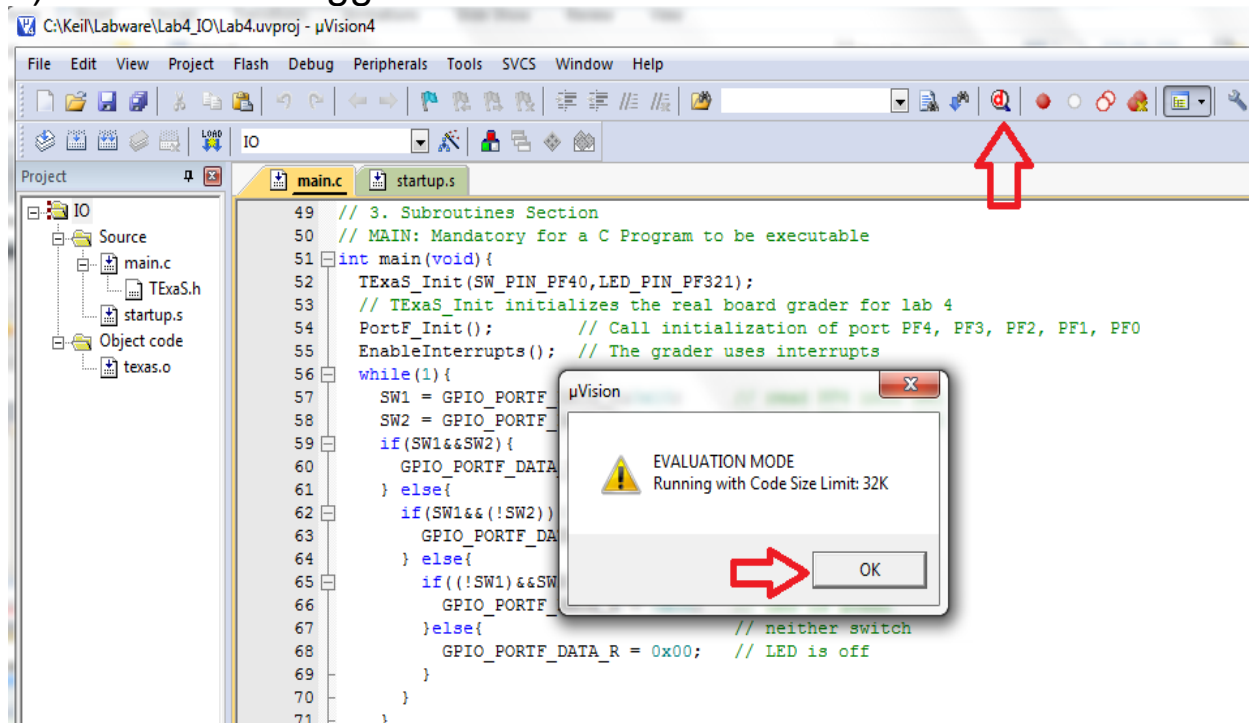 C:\Keil\Labware\Lab4_IO\Lab4.uvproj - µVision4
File Edit View Project Flash Debug Peripherals Tools SVCS Window Help
LOAD IO
Project
main.c startup.s
IO
Source
main.c
TExaS.h
startup.s
Object code
texas.o
49 // 3. Subroutines Section
50 // MAIN: Mandatory for a C Program to be executable
51 int main(void){
52 TExaS_Init(SW_PIN_PF40,LED_PIN_PF321);
53 // TExaS_Init initializes the real board grader for lab 4
54 PortF_Init(); // Call initialization of port PF4, PF3, PF2, PF1, PF0
55 EnableInterrupts(); // The grader uses interrupts
56 while(1){
57 SW1 = GPIO_PORTF_
58 SW2 = GPIO_PORTF_
59 if(SW1&&SW2){
60 GPIO_PORTF_DATA
61 } else{
62 if(SW1&&(!SW2))
63 GPIO_PORTF_DA
64 } else{
65 if((!SW1)&&SW
66 GPIO_PORTF_
67 }else{ // neither switch
68 GPIO_PORTF_DATA_R = 0x00; // LED is off
69 }
70 }
71 }
µVision
EVALUATION MODE
Running with Code Size Limit: 32K
OK